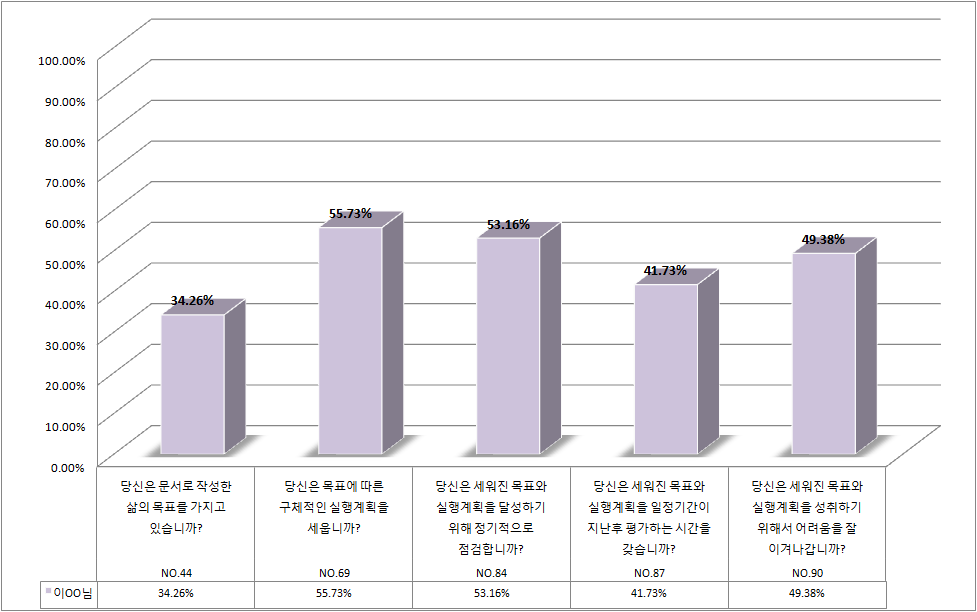 100.00%
90.00%
80.00%
70.00%
60.00%
50.00%
40.00%
30.00%
20.00%
10.00%
0.00%
34.26%
55.73%
53.16%
41.73%
49.38%
당신은 문서로 작성한
삶의 목표를 가지고
있습니까?
NO.44
당신은 목표에 따른
구체적인 실행계획을
세웁니까?
NO.69
당신은 세워진 목표와
실행계획을 달성하기
위해 정기적으로
점검합니까?
NO.84
당신은 세워진 목표와
실행계획을 일정기간이
지난후 평가하는 시간을
갖습니까?
NO.87
당신은 세워진 목표와
실행계획을 성취하기
위해서 어려움을 잘
이겨나갑니까?
NO.90
이OO님 34.26% 55.73% 53.16% 41.73% 49.38%